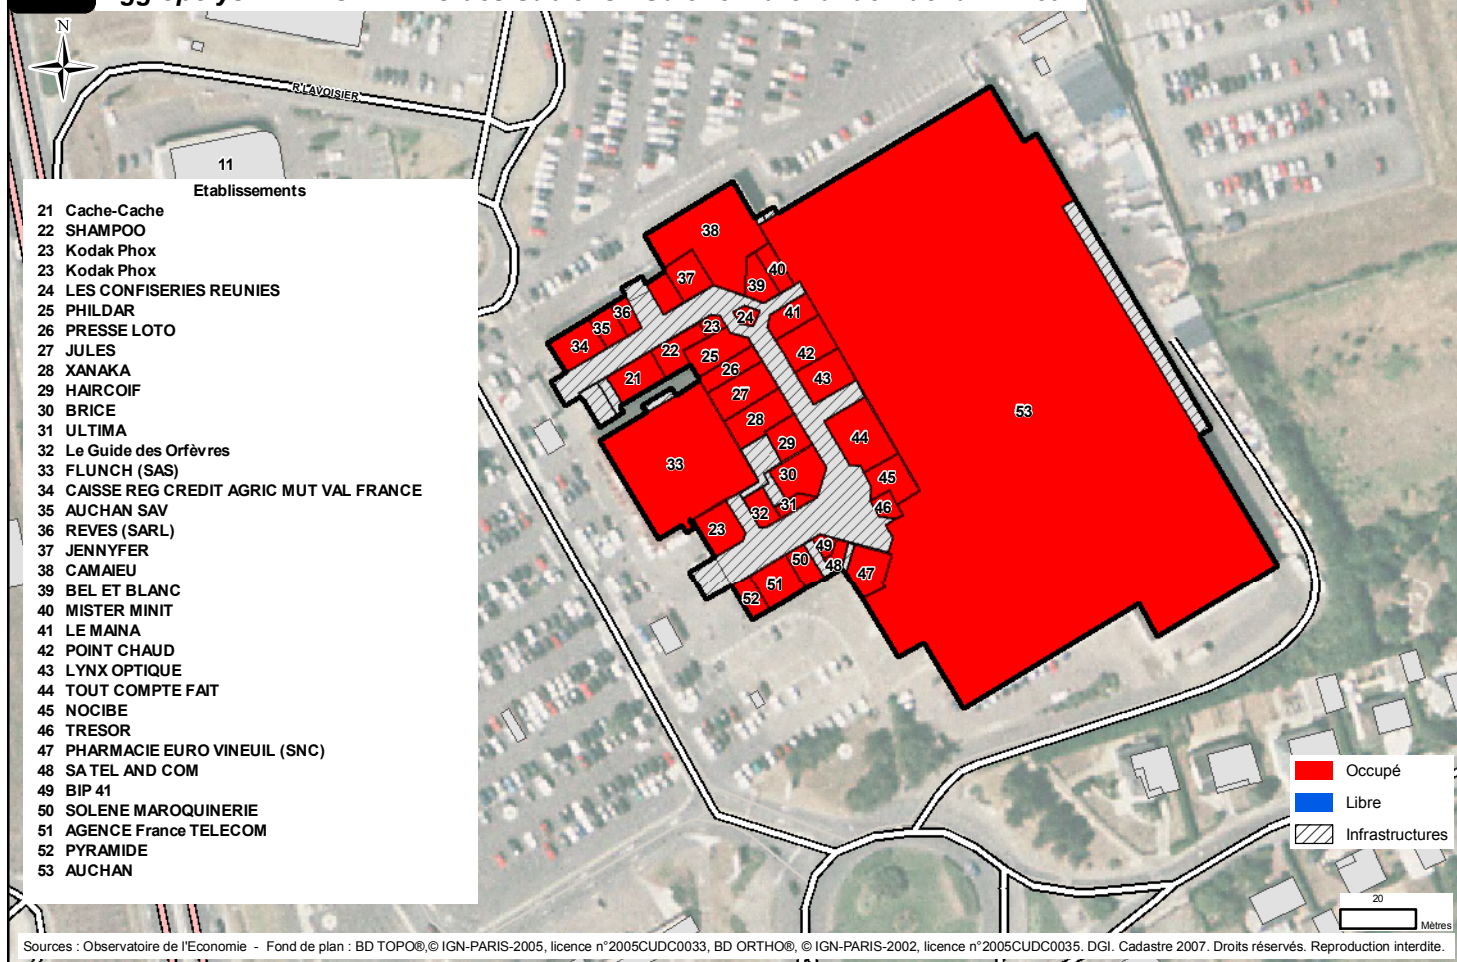 N
R LAVOISIER
11
Etablissements
21 Cache-Cache
22 SHAMPOO
23 Kodak Phox
23 Kodak Phox
24 LES CONFISERIES REUNIES
25 PHILDAR
26 PRESSE LOTO
27 JULES
28 XANAKA
29 HAIRCOIF
30 BRICE
31 ULTIMA
32 Le Guide des Orfèvres
33 FLUNCH (SAS)
34 CAISSE REG CREDIT AGRIC MUT VAL FRANCE
35 AUCHAN SAV
36 REVES (SARL)
37 JENNYFER
38 CAMAIEU
39 BEL ET BLANC
40 MISTER MINIT
41 LE MAINA
42 POINT CHAUD
43 LYNX OPTIQUE
44 TOUT COMPTE FAIT
45 NOCIBE
46 TRESOR
47 PHARMACIE EURO VINEUIL (SNC)
48 SATEL AND COM
49 BIP 41
50 SOLENE MAROQUINERIE
51 AGENCE France TELECOM
52 PYRAMIDE
53 AUCHAN
38
37
40
39
36
35
34
24
41
23
22
25
42
26
21
43
27
28
53
44
29
33
30
45
31
46
32
23
49
50
48
47
51
52
Occupé
Libre
Infrastructures
20
Mètres
Sources : Observatoire de l'Economie - Fond de plan : BD TOPO®,© IGN-PARIS-2005, licence n°2005CUDC0033, BD ORTHO®, © IGN-PARIS-2002, licence n°2005CUDC0035. DGI. Cadastre 2007. Droits réservés. Reproduction interdite.